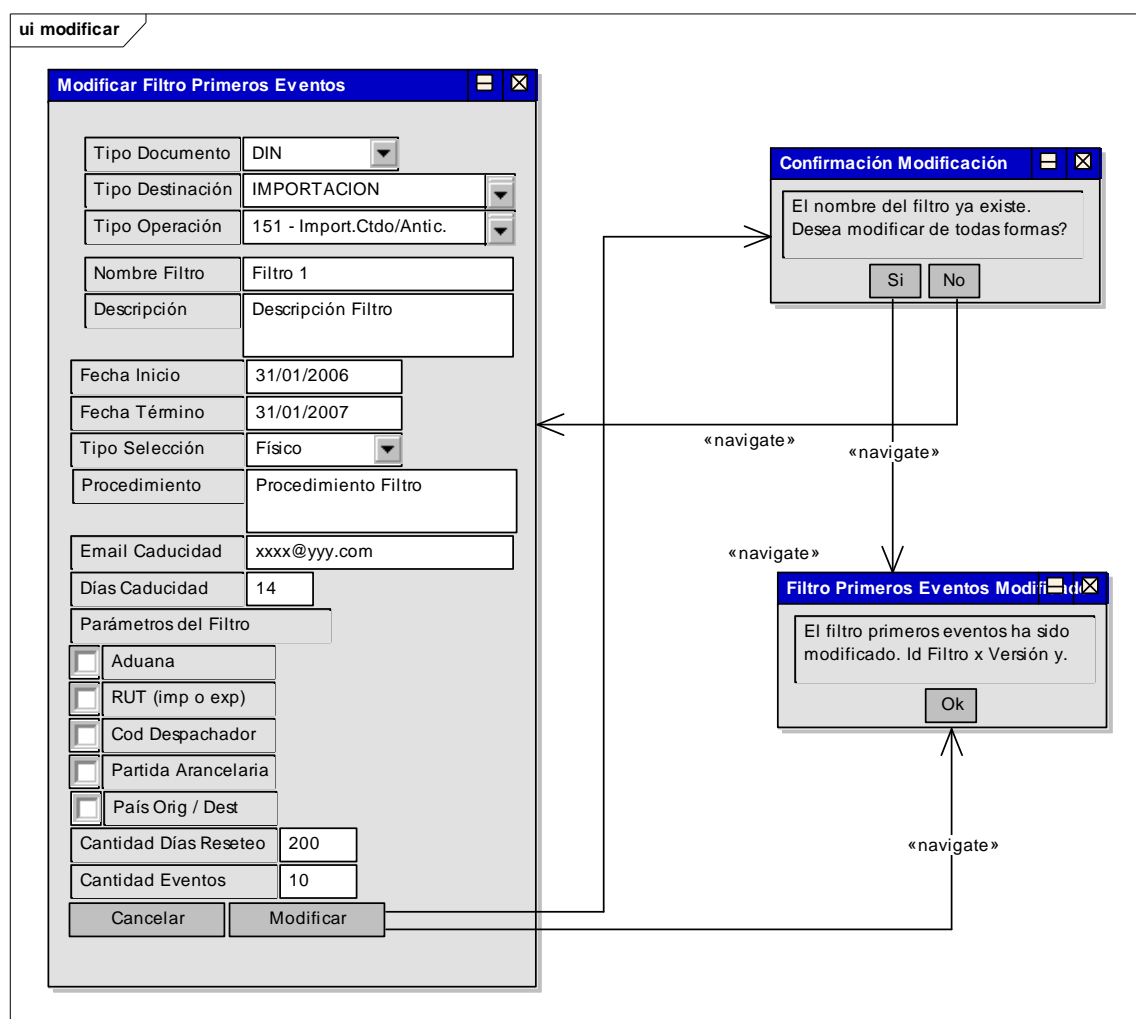 ui modificar
Modificar Filtro Primeros Eventos
Tipo Documento DIN
Tipo Destinación IMPORTACION
Tipo Operación 151 - Import.Ctdo/Antic.
Nombre Filtro Filtro 1
Descripción Descripción Filtro
Fecha Inicio 31/01/2006
Fecha Término 31/01/2007
Tipo Selección Físico
Procedimiento Procedimiento Filtro
Email Caducidad xxxx@yyy.com
Días Caducidad 14
Parámetros del Filtro
Aduana
RUT (imp o exp)
Cod Despachador
Partida Arancelaria
País Orig / Dest
Cantidad Días Reseteo 200
Cantidad Eventos 10
Cancelar Modificar
Confirmación Modificación
El nombre del filtro ya existe.
Desea modificar de todas formas?
Si No
«navigate»
«navigate»
«navigate»
Filtro Primeros Eventos Modificado
El filtro primeros eventos ha sido
modificado. Id Filtro x Versión y.
Ok
«navigate»